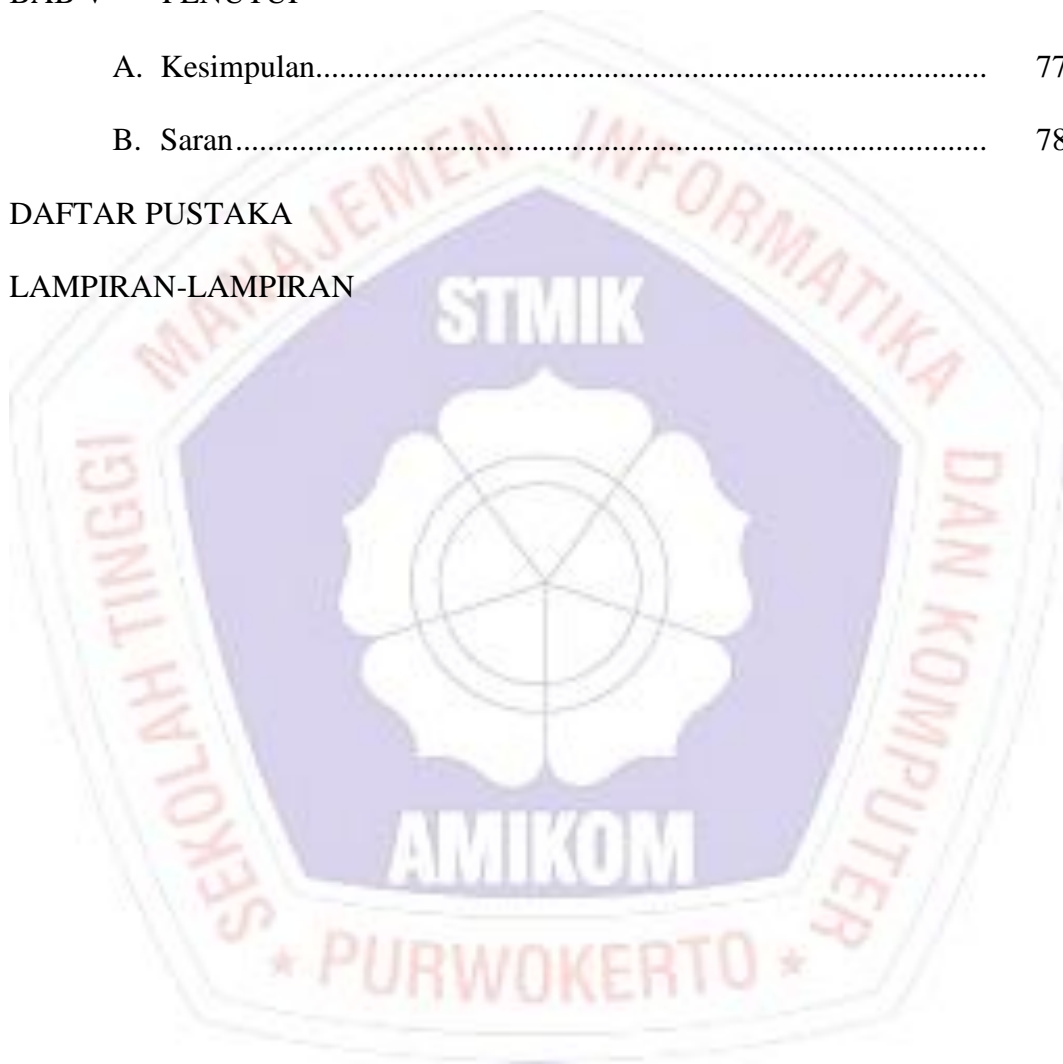 A. Kesimpulan.................................................................................... 77
B. Saran.............................................................................................. 78
DAFTAR PUSTAKA
LAMPIRAN-LAMPIRAN
SEKOLAH TINGGI MANAJEMEN INFORMATIKA DAN KOMPUTER
STMIK
AMIKOM
* PURWOKERTO *